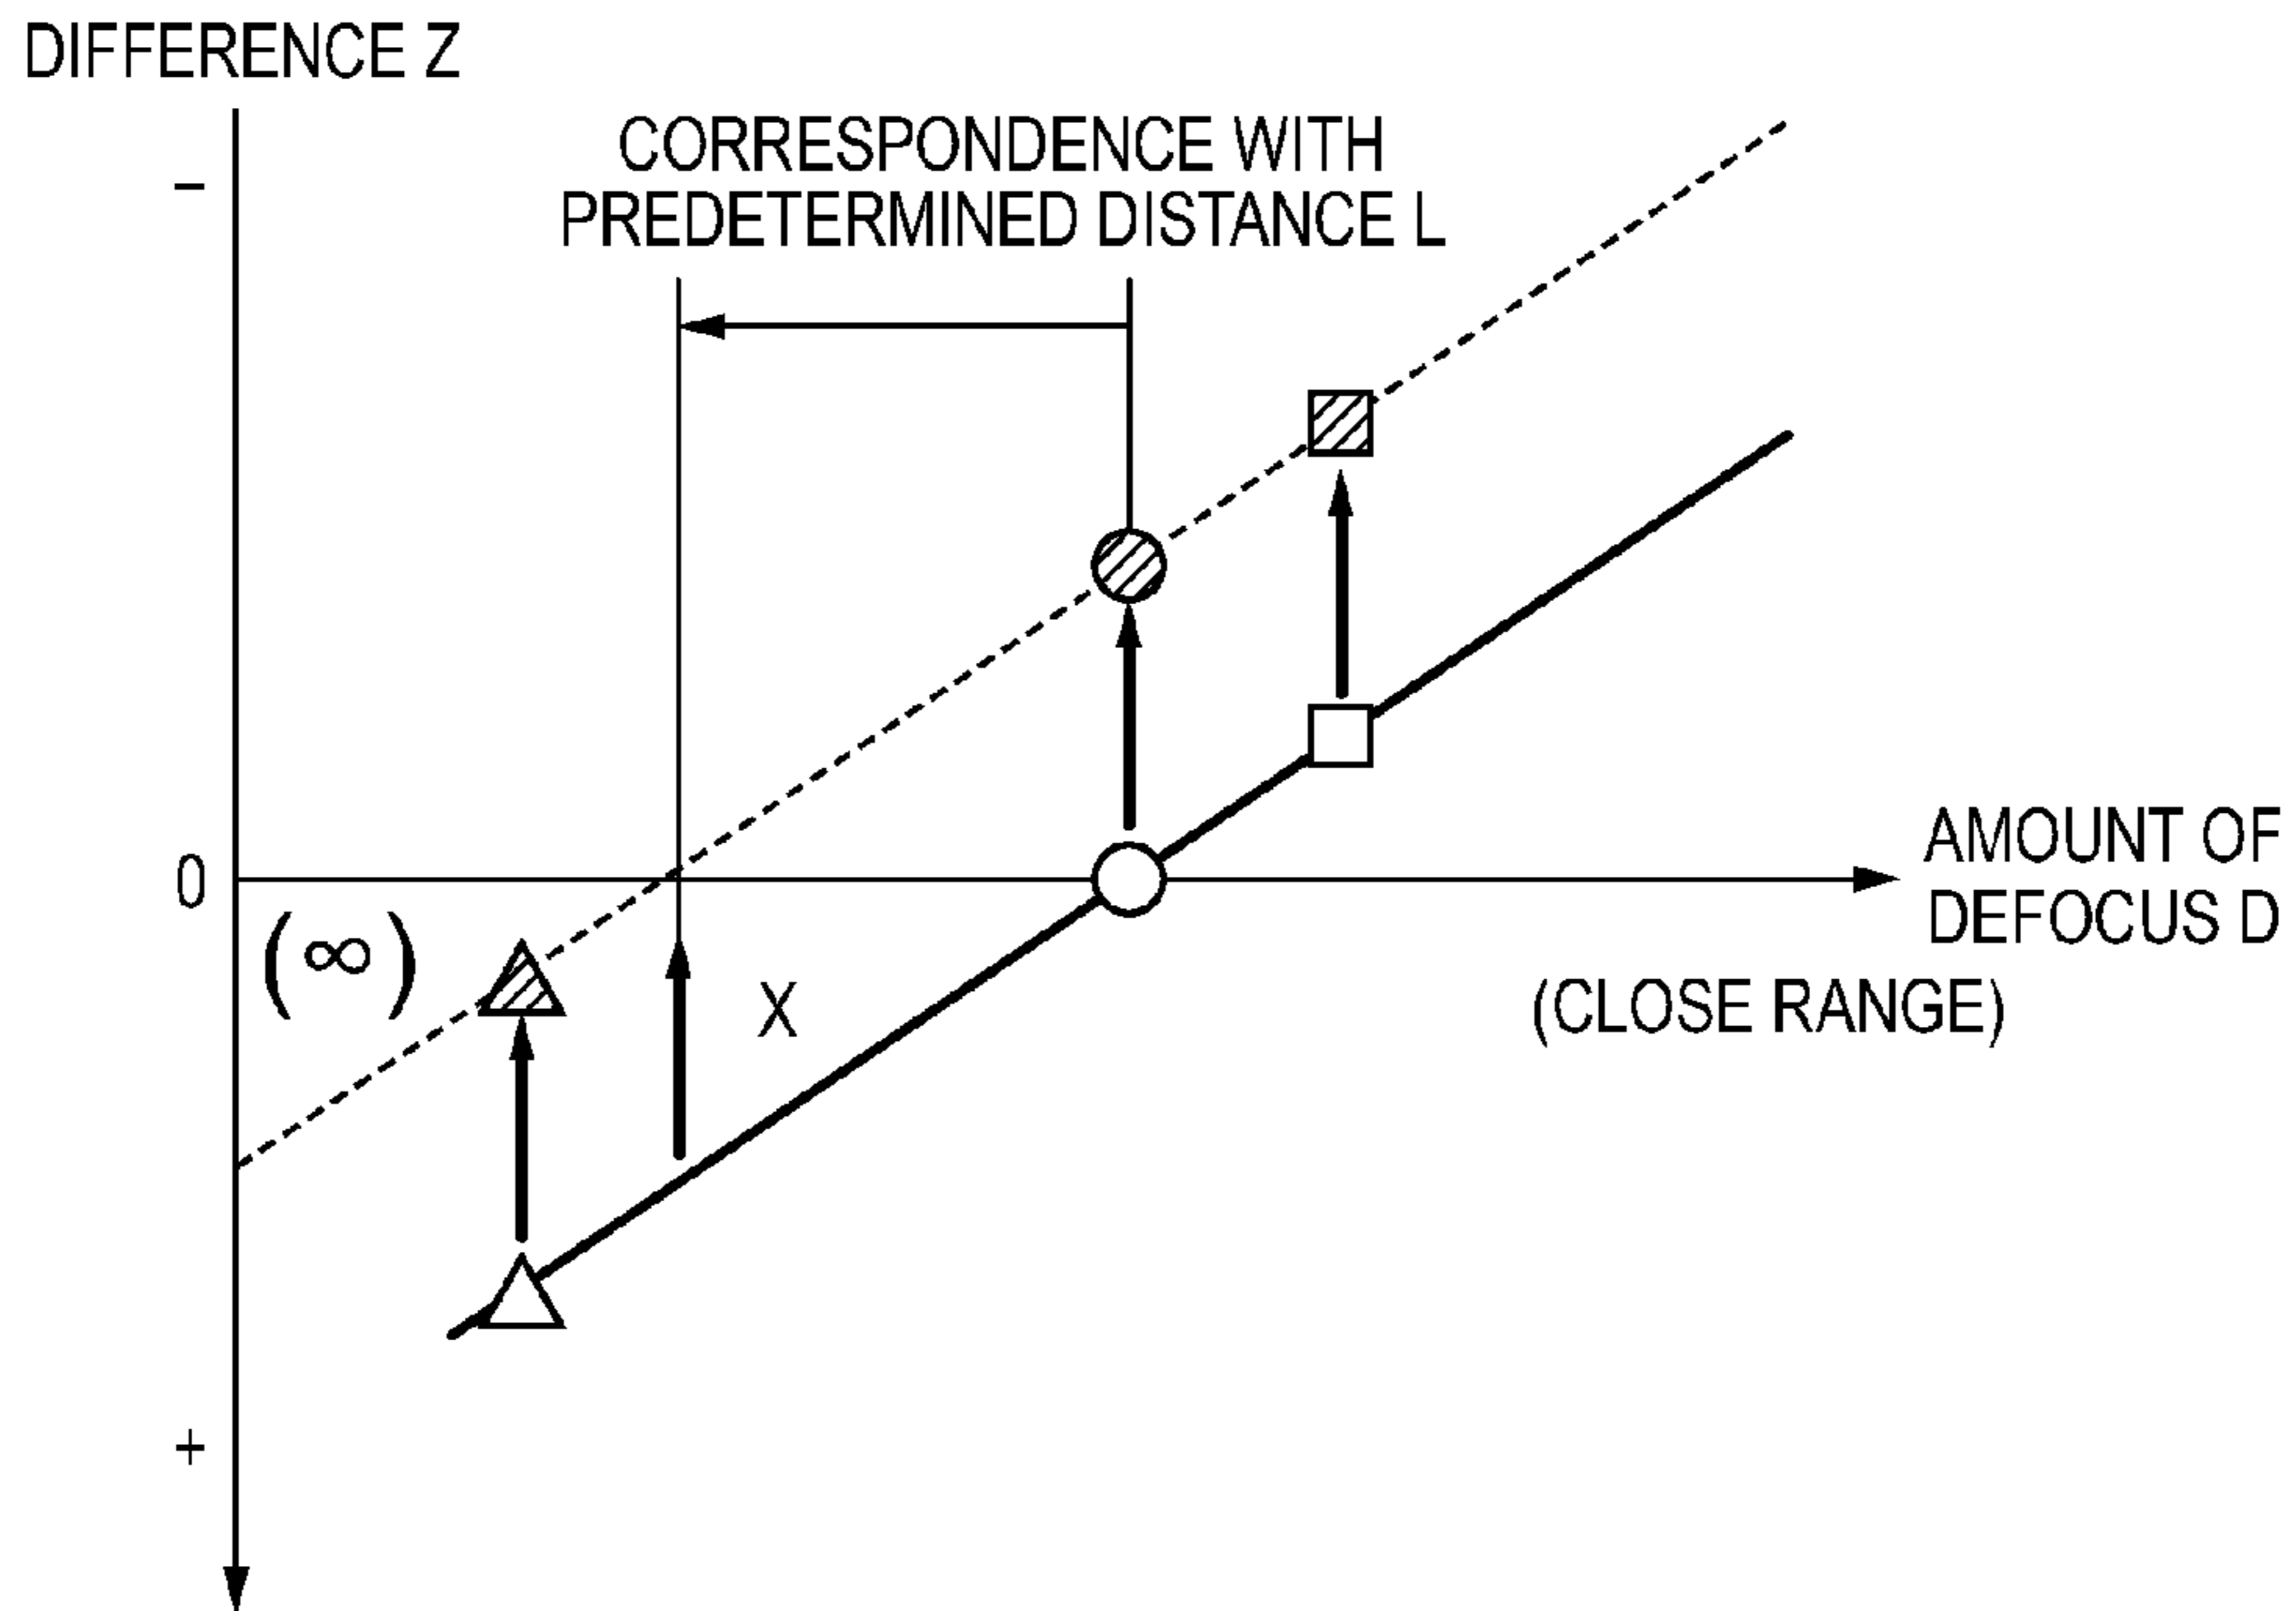 DIFFERENCE Z
CORRESPONDENCE WITH
PREDETERMINED DISTANCE L
−
0
AMOUNT OF
DEFOCUS D
(∞)
X
(CLOSE RANGE)
+